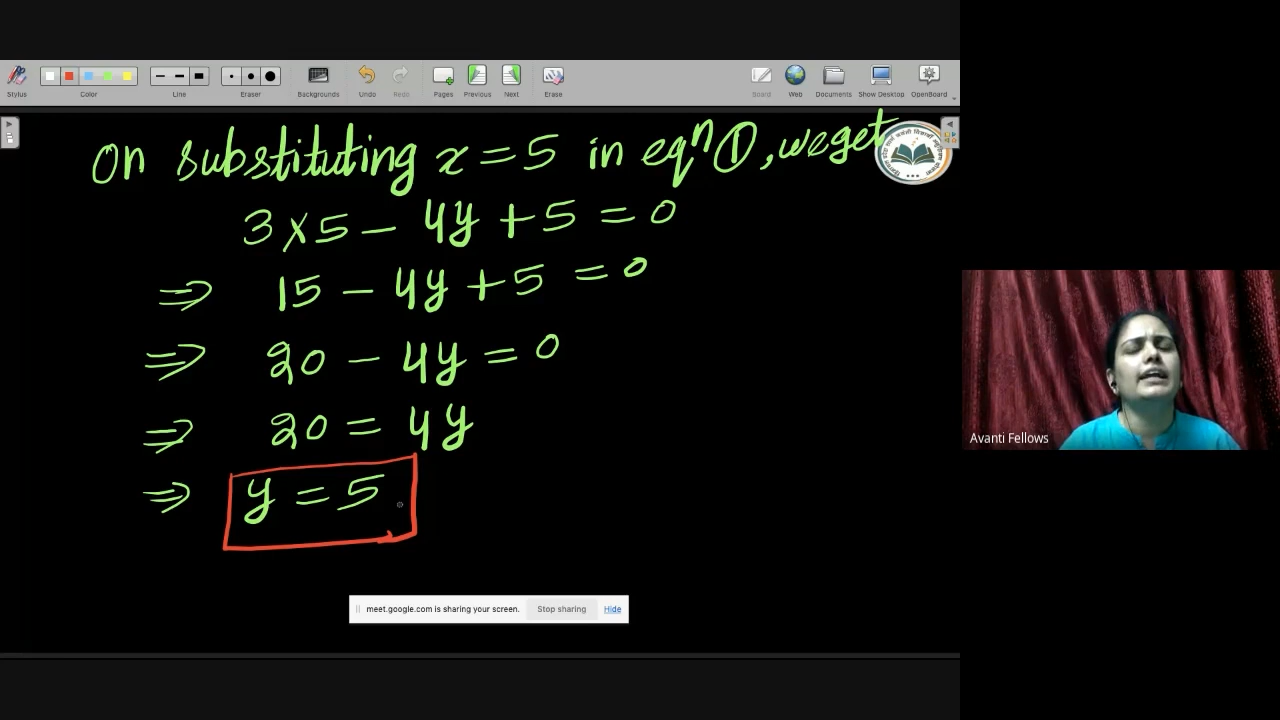 Stylus Color Line Eraser Backgrounds Undo Redo Pages Previous Next Erase Board Web Documents Show Desktop OpenBoard
On substituting x = 5 in eqⁿ ①, we get
3 × 5 − 4y + 5 = 0
⇒ 15 − 4y + 5 = 0
⇒ 20 − 4y = 0
⇒ 20 = 4y
⇒ y = 5
Avanti Fellows
meet.google.com is sharing your screen. Stop sharing Hide